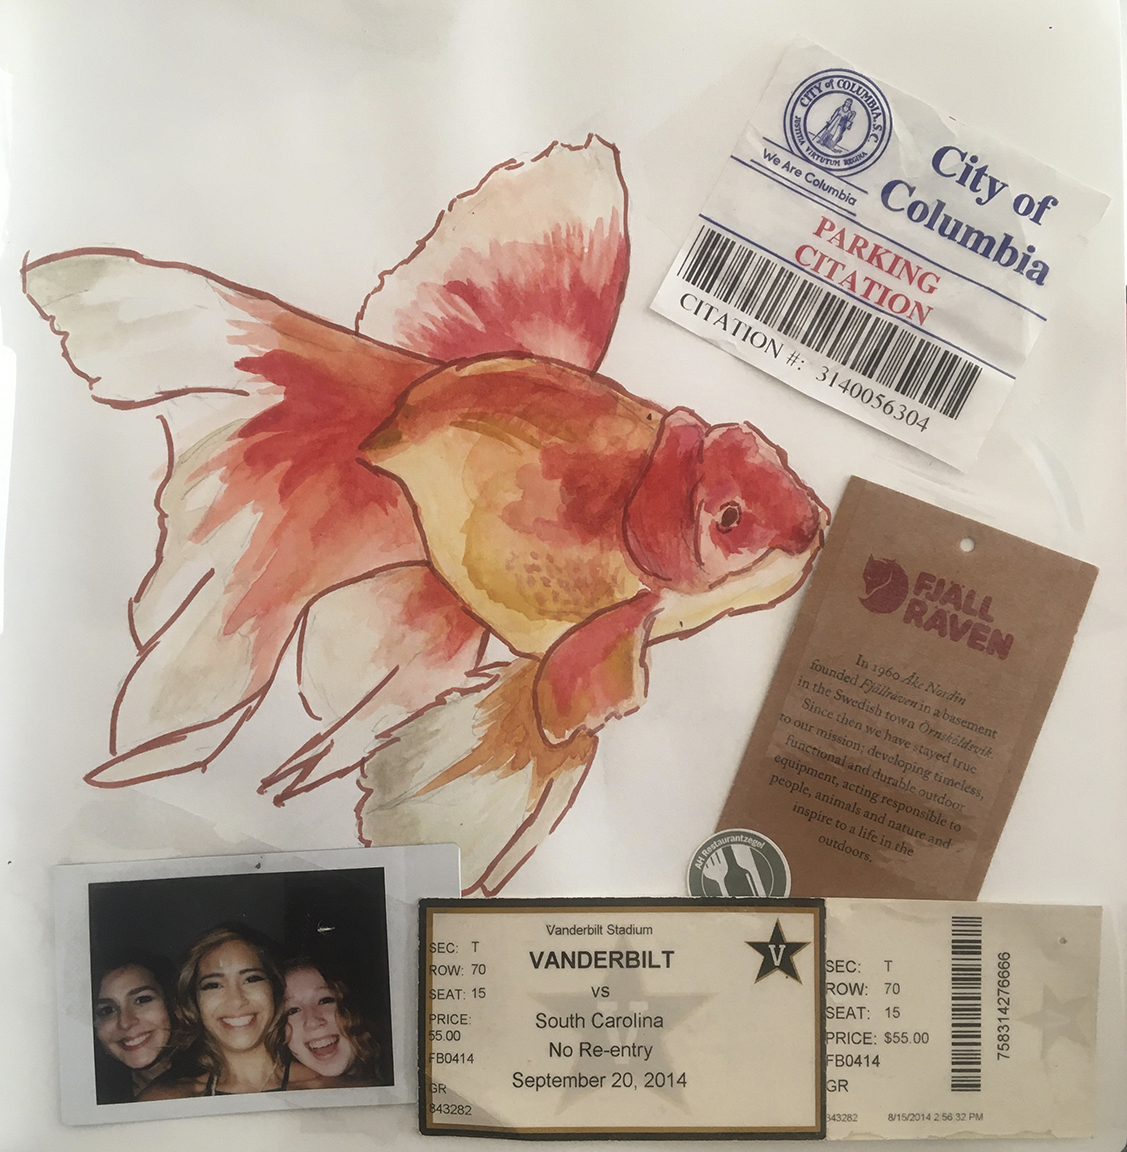 CITY of COLUMBIA, S.C.
JUSTITIA VIRTUTUM REGINA
We Are Columbia
City of
Columbia
PARKING
CITATION
CITATION #: 3140056304
FJÄLL
RÄVEN
In 1960 Åke Nordin
founded Fjällräven in a basement
in the Swedish town Örnsköldsvik.
Since then we have stayed true
to our mission; developing timeless,
functional and durable outdoor
equipment, acting responsible to
people, animals and nature and
inspire to a life in the
outdoors.
AH Restaurantzegel
SEC: T
ROW: 70
SEAT: 15
PRICE:
55.00
FB0414
GR
843282
Vanderbilt Stadium
VANDERBILT
VS
South Carolina
No Re-entry
September 20, 2014
V
SEC: T
ROW: 70
SEAT: 15
PRICE: $55.00
FB0414
GR
843282 8/15/2014 2:56:32 PM
758314276666